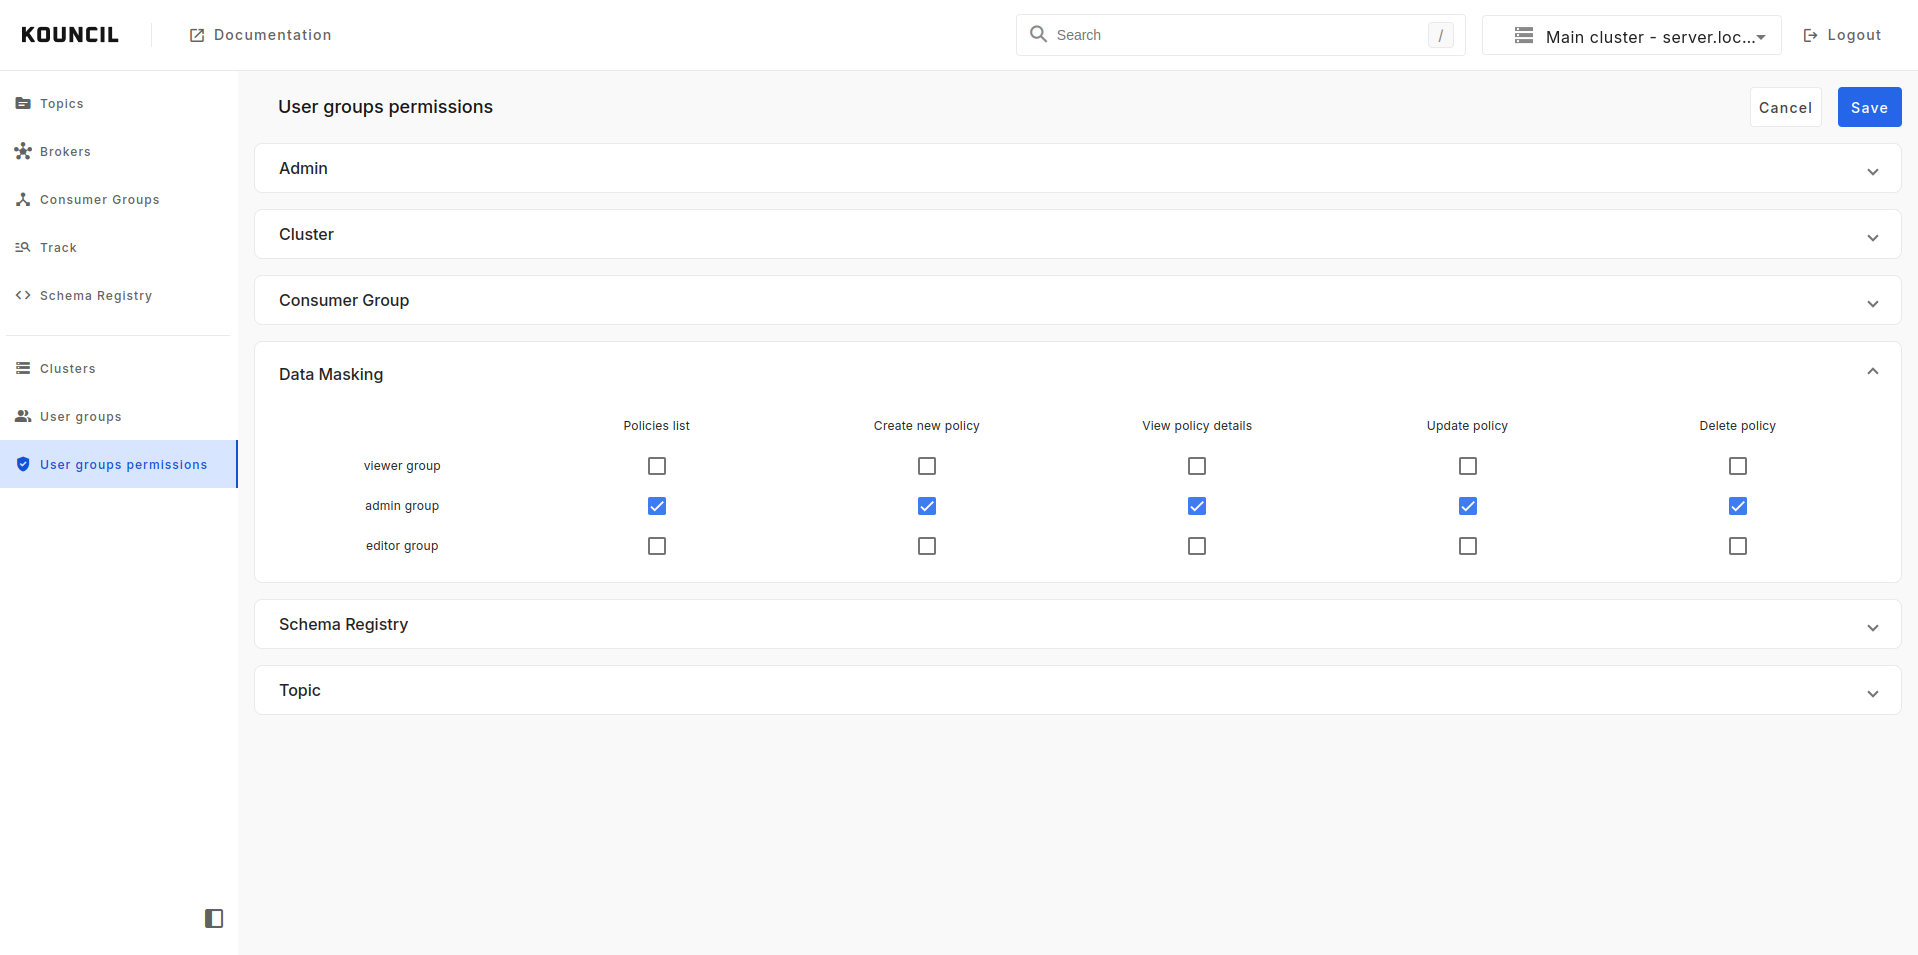 KOUNCIL
Documentation
Search
/
Main cluster - server.loc...
Logout
Topics
Brokers
Consumer Groups
Track
Schema Registry
Clusters
User groups
User groups permissions
User groups permissions
Cancel
Save
Admin
Cluster
Consumer Group
Data Masking
Policies list Create new policy View policy details Update policy Delete policy
viewer group
admin group
editor group
Schema Registry
Topic